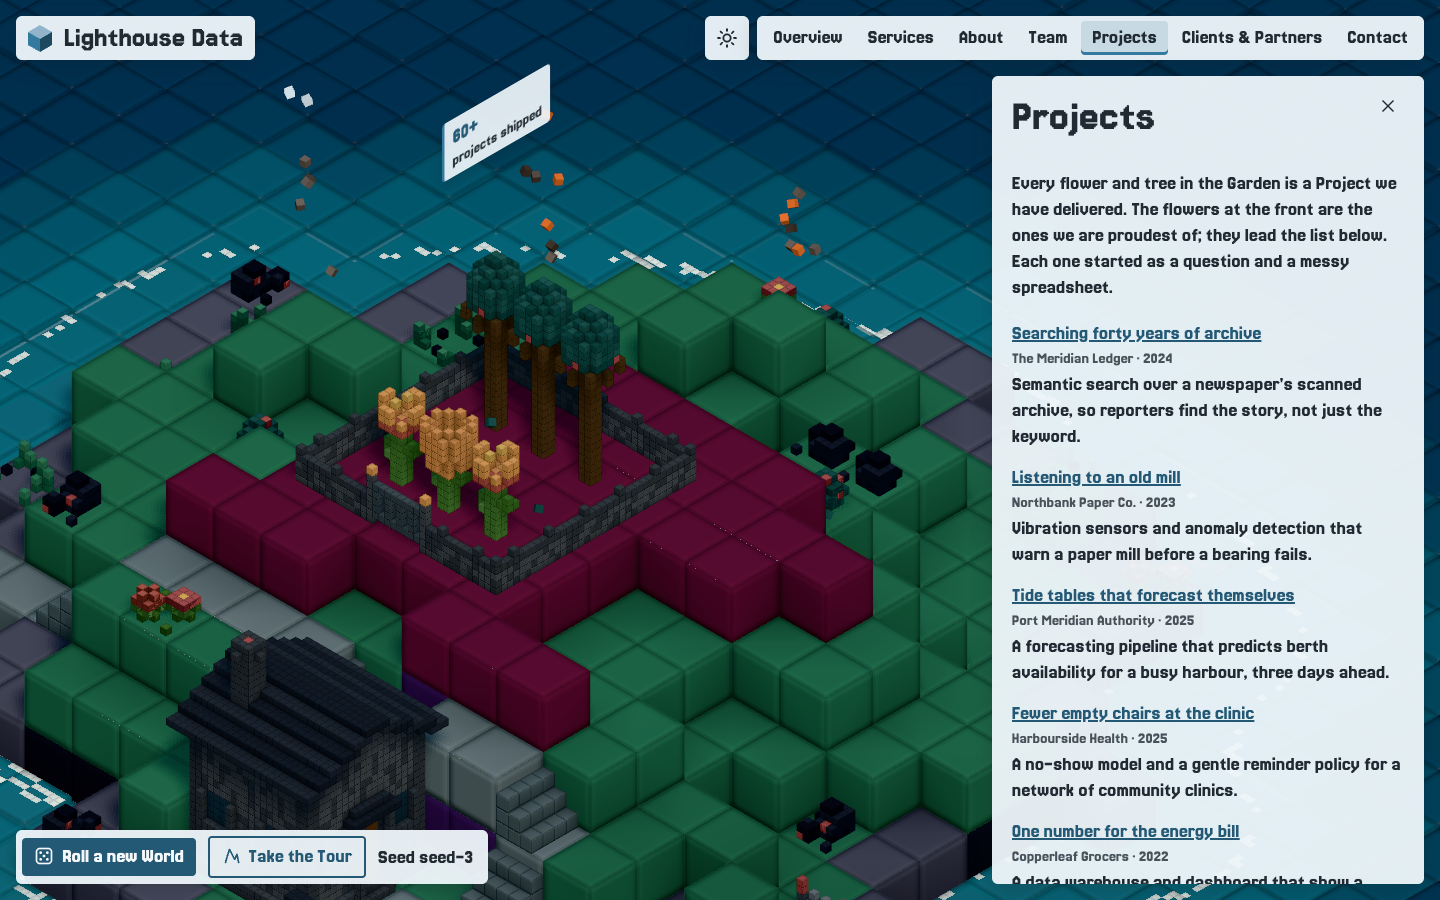 Lighthouse Data
Overview
Services
About
Team
Projects
Clients & Partners
Contact
60+
projects shipped
Projects
Every flower and tree in the Garden is a Project we
have delivered. The flowers at the front are the
ones we are proudest of; they lead the list below.
Each one started as a question and a messy
spreadsheet.
Searching forty years of archive
The Meridian Ledger · 2024
Semantic search over a newspaper's scanned
archive, so reporters find the story, not just the
keyword.
Listening to an old mill
Northbank Paper Co. · 2023
Vibration sensors and anomaly detection that
warn a paper mill before a bearing fails.
Tide tables that forecast themselves
Port Meridian Authority · 2025
A forecasting pipeline that predicts berth
availability for a busy harbour, three days ahead.
Fewer empty chairs at the clinic
Harbourside Health · 2025
A no-show model and a gentle reminder policy for a
network of community clinics.
One number for the energy bill
Copperleaf Grocers · 2022
A data warehouse and dashboard that show a
Roll a new World
Take the Tour
Seed seed-3